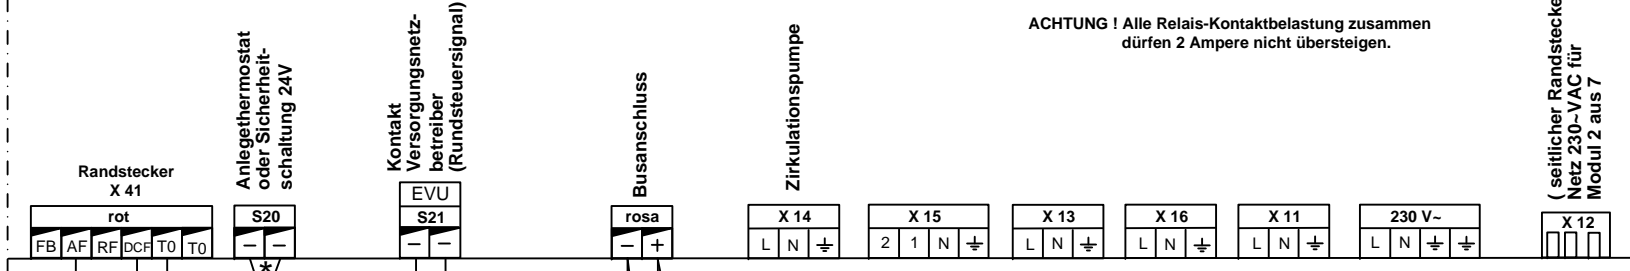 ACHTUNG ! Alle Relais-Kontaktbelastung zusammen
dürfen 2 Ampere nicht übersteigen.
Randstecker
X 41
rot
FB AF RF DCF T0 T0
Anlegethermostat
oder Sicherheit-
schaltung 24V
S20
– –
*
Kontakt
Versorgungsnetz-
betreiber
(Rundsteuersignal)
EVU
S21
– –
Busanschluss
rosa
– +
Zirkulationspumpe
X 14
L N ⏚
X 15
2 1 N ⏚
X 13
L N ⏚
X 16
L N ⏚
X 11
L N ⏚
230 V~
L N ⏚ ⏚
( seitlicher Randstecke
Netz 230~VAC für
Modul 2 aus 7
X 12